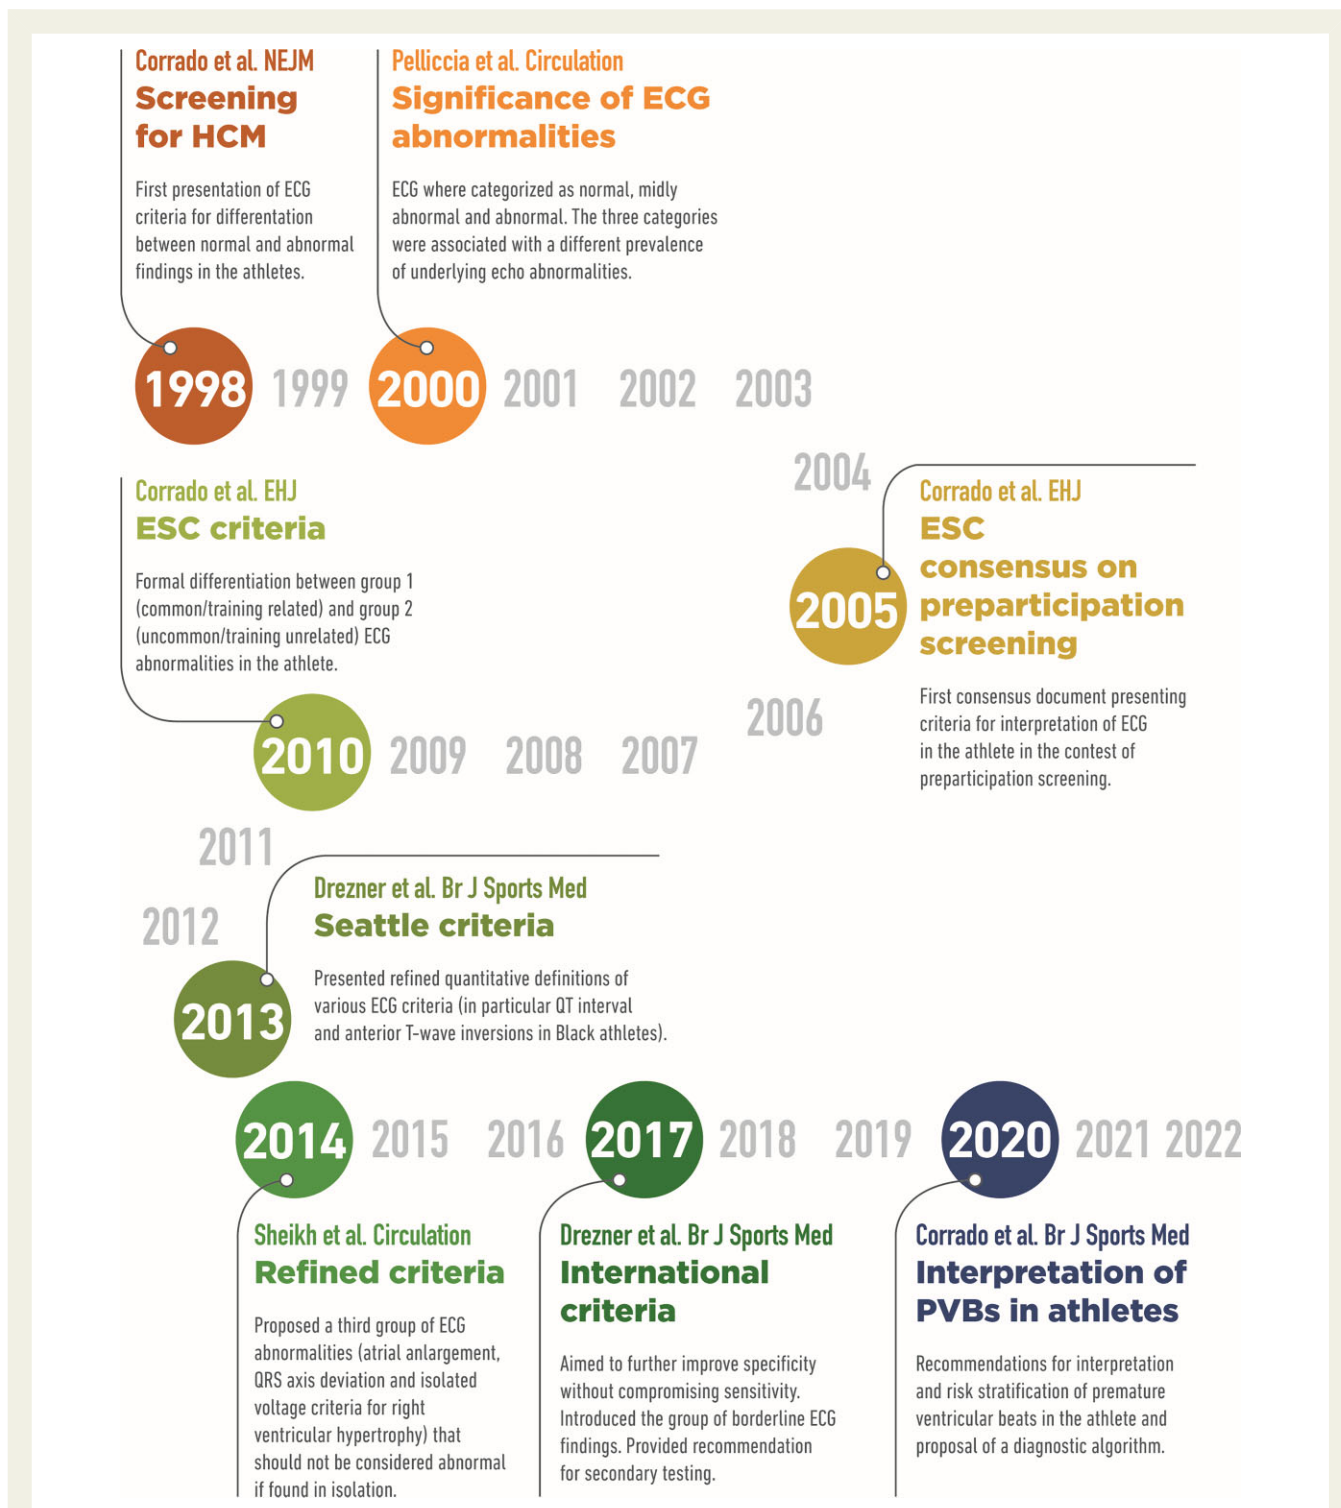 Corrado et al. NEJM
Screening
for HCM
First presentation of ECG
criteria for differentation
between normal and abnormal
findings in the athletes.
Pelliccia et al. Circulation
Significance of ECG
abnormalities
ECG where categorized as normal, midly
abnormal and abnormal. The three categories
were associated with a different prevalence
of underlying echo abnormalities.
1998 1999 2000 2001 2002 2003
2004
Corrado et al. EHJ
ESC
consensus on
preparticipation
screening
First consensus document presenting
criteria for interpretation of ECG
in the athlete in the contest of
preparticipation screening.
2005
2006
Corrado et al. EHJ
ESC criteria
Formal differentiation between group 1
(common/training related) and group 2
(uncommon/training unrelated) ECG
abnormalities in the athlete.
2010 2009 2008 2007
2011
2012
Drezner et al. Br J Sports Med
Seattle criteria
Presented refined quantitative definitions of
various ECG criteria (in particular QT interval
and anterior T-wave inversions in Black athletes).
2013
2014 2015 2016 2017 2018 2019 2020 2021 2022
Sheikh et al. Circulation
Refined criteria
Proposed a third group of ECG
abnormalities (atrial anlargement,
QRS axis deviation and isolated
voltage criteria for right
ventricular hypertrophy) that
should not be considered abnormal
if found in isolation.
Drezner et al. Br J Sports Med
International
criteria
Aimed to further improve specificity
without compromising sensitivity.
Introduced the group of borderline ECG
findings. Provided recommendation
for secondary testing.
Corrado et al. Br J Sports Med
Interpretation of
PVBs in athletes
Recommendations for interpretation
and risk stratification of premature
ventricular beats in the athlete and
proposal of a diagnostic algorithm.